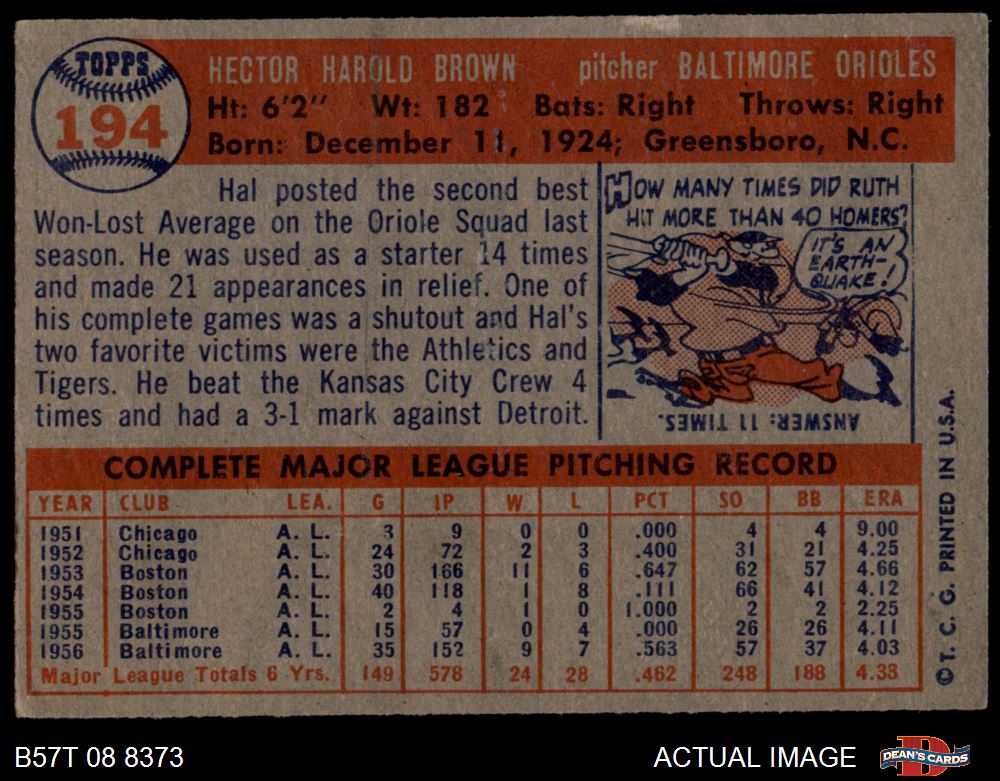 TOPPS
194
HECTOR HAROLD BROWN pitcher BALTIMORE ORIOLES
Ht: 6'2" Wt: 182 Bats: Right Throws: Right
Born: December 11, 1924; Greensboro, N.C.
Hal posted the second best
Won-Lost Average on the Oriole Squad last
season. He was used as a starter 14 times
and made 21 appearances in relief. One of
his complete games was a shutout and Hal's
two favorite victims were the Athletics and
Tigers. He beat the Kansas City Crew 4
times and had a 3-1 mark against Detroit.
HOW MANY TIMES DID RUTH
HIT MORE THAN 40 HOMERS?
IT'S AN
EARTH-
QUAKE!
ANSWER: 11 TIMES.
COMPLETE MAJOR LEAGUE PITCHING RECORD
YEAR CLUB LEA. G IP W L PCT SO BB ERA
1951 Chicago A. L. 3 9 0 0 .000 4 4 9.00
1952 Chicago A. L. 24 72 2 3 .400 31 21 4.25
1953 Boston A. L. 30 166 11 6 .647 62 57 4.66
1954 Boston A. L. 40 118 1 8 .111 66 41 4.12
1955 Boston A. L. 2 4 1 0 1.000 2 2 2.25
1955 Baltimore A. L. 15 57 0 4 .000 26 26 4.11
1956 Baltimore A. L. 35 152 9 7 .563 57 37 4.03
Major League Totals 6 Yrs. 149 578 24 28 .462 248 188 4.33
© T. C. G. PRINTED IN U.S.A.
B57T 08 8373
ACTUAL IMAGE
DEAN'S CARDS